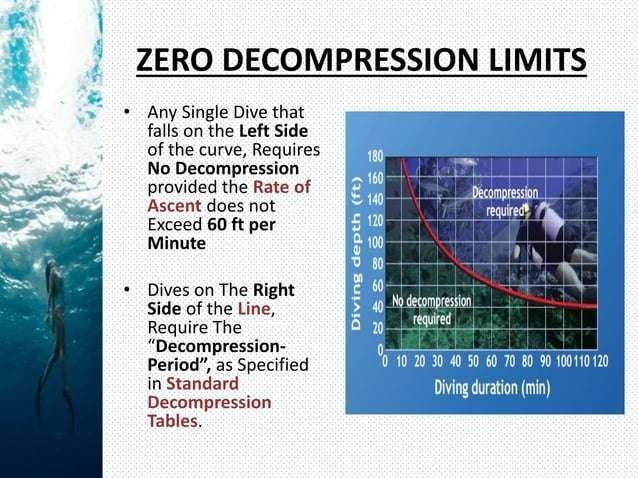 ZERO DECOMPRESSION LIMITS
• Any Single Dive that
falls on the Left Side
of the curve, Requires
No Decompression
provided the Rate of
Ascent does not
Exceed 60 ft per
Minute
• Dives on The Right
Side of the Line,
Require The
“Decompression-
Period”, as Specified
in Standard
Decompression
Tables.
Diving depth (ft)
180
160
140
120
100
80
60
40
20
0
Decompression
required
No decompression
required
0 10 20 30 40 50 60 70 80 90 100 110 120
Diving duration (min)